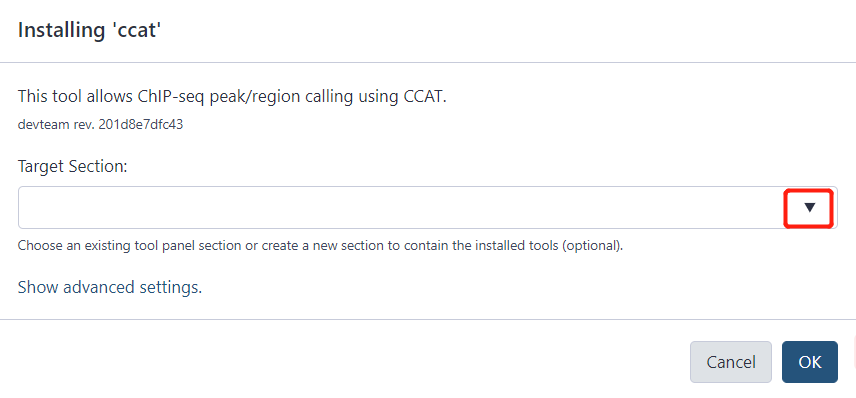 Installing 'ccat'
This tool allows ChIP-seq peak/region calling using CCAT.
devteam rev. 201d8e7dfc43
Target Section:
Choose an existing tool panel section or create a new section to contain the installed tools (optional).
Show advanced settings.
Cancel OK